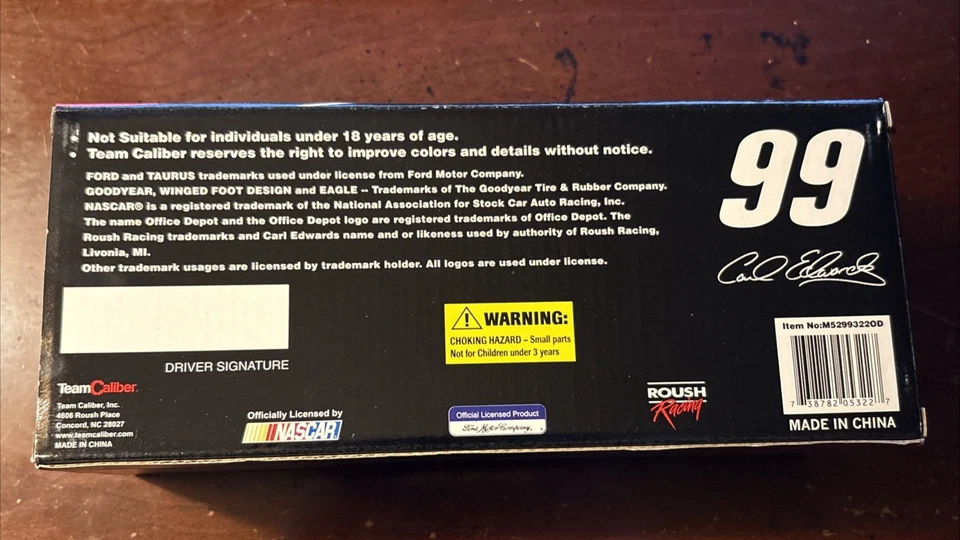 • Not Suitable for individuals under 18 years of age.
• Team Caliber reserves the right to improve colors and details without notice.
FORD and TAURUS trademarks used under license from Ford Motor Company.
GOODYEAR, WINGED FOOT DESIGN and EAGLE -- Trademarks of The Goodyear Tire & Rubber Company.
NASCAR® is a registered trademark of the National Association for Stock Car Auto Racing, Inc.
The name Office Depot and the Office Depot logo are registered trademarks of Office Depot. The
Roush Racing trademarks and Carl Edwards name and or likeness used by authority of Roush Racing,
Livonia, MI.
Other trademark usages are licensed by trademark holder. All logos are used under license.
99
Carl Edwards
DRIVER SIGNATURE
⚠ WARNING:
CHOKING HAZARD – Small parts
Not for Children under 3 years
Item No:M5299322OD
7 38782 05322 7
MADE IN CHINA
Team Caliber.
Team Caliber, Inc.
4606 Roush Place
Concord, NC 28027
www.teamcaliber.com
MADE IN CHINA
Officially Licensed by
NASCAR
Official Licensed Product
Ford Motor Company,
ROUSH
Racing